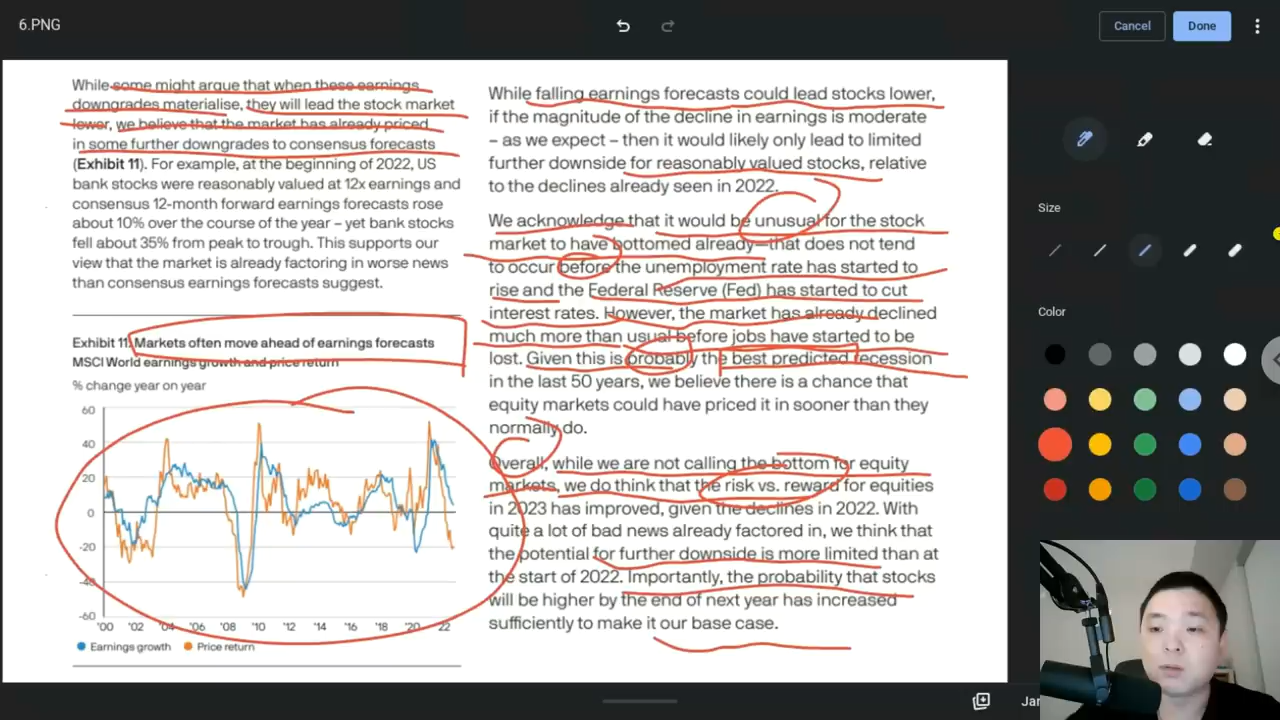 6.PNG
Cancel
Done
While some might argue that when these earnings
downgrades materialise, they will lead the stock market
lower, we believe that the market has already priced
in some further downgrades to consensus forecasts
(Exhibit 11). For example, at the beginning of 2022, US
bank stocks were reasonably valued at 12x earnings and
consensus 12-month forward earnings forecasts rose
about 10% over the course of the year – yet bank stocks
fell about 35% from peak to trough. This supports our
view that the market is already factoring in worse news
than consensus earnings forecasts suggest.
Exhibit 11: Markets often move ahead of earnings forecasts
MSCI World earnings growth and price return
% change year on year
60
40
20
0
-20
-40
-60
'00 '02 '04 '06 '08 '10 '12 '14 '16 '18 '20 '22
Earnings growth Price return
While falling earnings forecasts could lead stocks lower,
if the magnitude of the decline in earnings is moderate
– as we expect – then it would likely only lead to limited
further downside for reasonably valued stocks, relative
to the declines already seen in 2022.
We acknowledge that it would be unusual for the stock
market to have bottomed already – that does not tend
to occur before the unemployment rate has started to
rise and the Federal Reserve (Fed) has started to cut
interest rates. However, the market has already declined
much more than usual before jobs have started to be
lost. Given this is probably the best predicted recession
in the last 50 years, we believe there is a chance that
equity markets could have priced it in sooner than they
normally do.
Overall, while we are not calling the bottom for equity
markets, we do think that the risk vs. reward for equities
in 2023 has improved, given the declines in 2022. With
quite a lot of bad news already factored in, we think that
the potential for further downside is more limited than at
the start of 2022. Importantly, the probability that stocks
will be higher by the end of next year has increased
sufficiently to make it our base case.
Size
Color
Jan